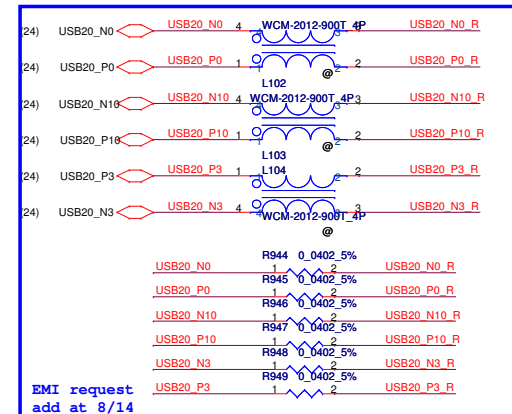 (24) USB20_N0 USB20_N0 4 WCM-2012-900T_4P 3 USB20_N0_R
(24) USB20_P0 USB20_P0 1 2 USB20_P0_R
@
L102
(24) USB20_N10 USB20_N10 4 WCM-2012-900T_4P 3 USB20_N10_R
(24) USB20_P10 USB20_P10 1 2 USB20_P10_R
@
L103
L104
(24) USB20_P3 USB20_P3 1 2 USB20_P3_R
(24) USB20_N3 USB20_N3 4 3 USB20_N3_R
WCM-2012-900T_4P
@
R944 0_0402_5%
USB20_N0 1 2 USB20_N0_R
R945 0_0402_5%
USB20_P0 1 2 USB20_P0_R
R946 0_0402_5%
USB20_N10 1 2 USB20_N10_R
R947 0_0402_5%
USB20_P10 1 2 USB20_P10_R
R948 0_0402_5%
USB20_N3 1 2 USB20_N3_R
R949 0_0402_5%
USB20_P3 1 2 USB20_P3_R
EMI request
add at 8/14